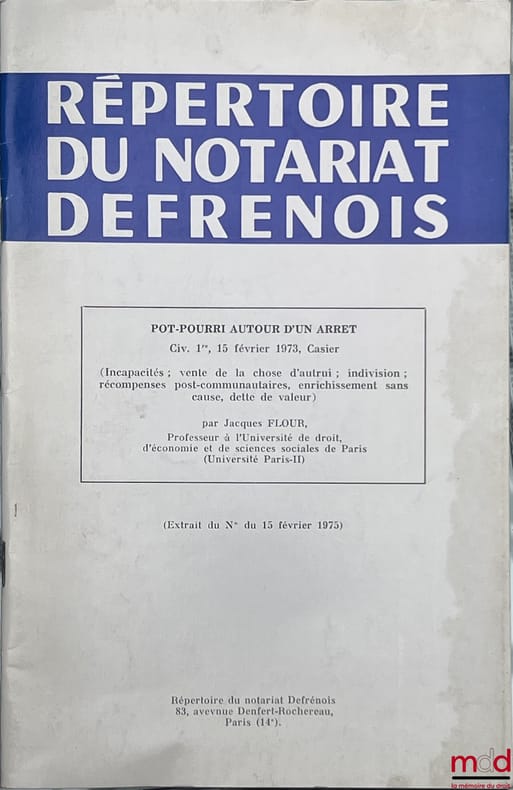 RÉPERTOIRE
DU NOTARIAT
DEFRENOIS
POT-POURRI AUTOUR D'UN ARRET
Civ. 1re, 15 février 1973, Casier
(Incapacités ; vente de la chose d'autrui ; indivision ;
récompenses post-communautaires, enrichissement sans
cause, dette de valeur)
par Jacques FLOUR,
Professeur à l'Université de droit,
d'économie et de sciences sociales de Paris
(Université Paris-II)
(Extrait du N° du 15 février 1975)
Répertoire du notariat Defrénois
83, avevnue Denfert-Rochereau,
Paris (14e).
mdd
la mémoire du droit